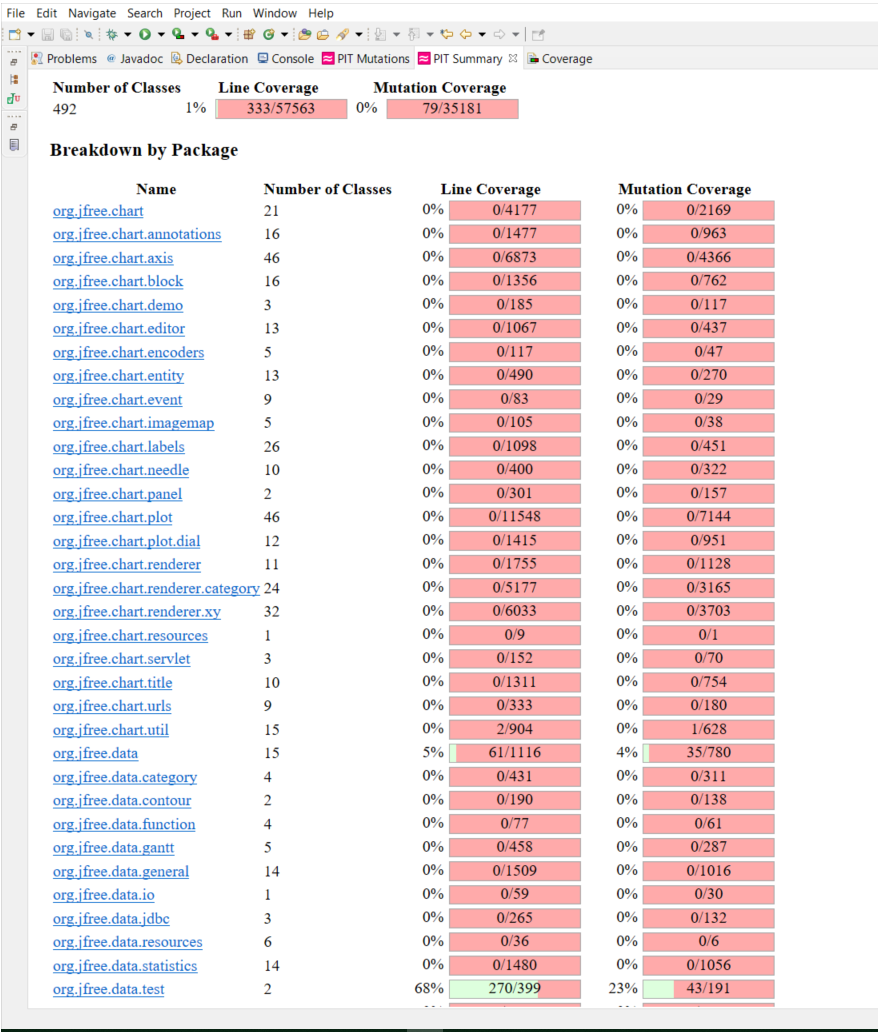 File Edit Navigate Search Project Run Window Help
Problems Javadoc Declaration Console PIT Mutations PIT Summary Coverage
Number of Classes Line Coverage Mutation Coverage
492 1% 333/57563 0% 79/35181
Breakdown by Package
Name Number of Classes Line Coverage Mutation Coverage
org.jfree.chart 21 0% 0/4177 0% 0/2169
org.jfree.chart.annotations 16 0% 0/1477 0% 0/963
org.jfree.chart.axis 46 0% 0/6873 0% 0/4366
org.jfree.chart.block 16 0% 0/1356 0% 0/762
org.jfree.chart.demo 3 0% 0/185 0% 0/117
org.jfree.chart.editor 13 0% 0/1067 0% 0/437
org.jfree.chart.encoders 5 0% 0/117 0% 0/47
org.jfree.chart.entity 13 0% 0/490 0% 0/270
org.jfree.chart.event 9 0% 0/83 0% 0/29
org.jfree.chart.imagemap 5 0% 0/105 0% 0/38
org.jfree.chart.labels 26 0% 0/1098 0% 0/451
org.jfree.chart.needle 10 0% 0/400 0% 0/322
org.jfree.chart.panel 2 0% 0/301 0% 0/157
org.jfree.chart.plot 46 0% 0/11548 0% 0/7144
org.jfree.chart.plot.dial 12 0% 0/1415 0% 0/951
org.jfree.chart.renderer 11 0% 0/1755 0% 0/1128
org.jfree.chart.renderer.category 24 0% 0/5177 0% 0/3165
org.jfree.chart.renderer.xy 32 0% 0/6033 0% 0/3703
org.jfree.chart.resources 1 0% 0/9 0% 0/1
org.jfree.chart.servlet 3 0% 0/152 0% 0/70
org.jfree.chart.title 10 0% 0/1311 0% 0/754
org.jfree.chart.urls 9 0% 0/333 0% 0/180
org.jfree.chart.util 15 0% 2/904 0% 1/628
org.jfree.data 15 5% 61/1116 4% 35/780
org.jfree.data.category 4 0% 0/431 0% 0/311
org.jfree.data.contour 2 0% 0/190 0% 0/138
org.jfree.data.function 4 0% 0/77 0% 0/61
org.jfree.data.gantt 5 0% 0/458 0% 0/287
org.jfree.data.general 14 0% 0/1509 0% 0/1016
org.jfree.data.io 1 0% 0/59 0% 0/30
org.jfree.data.jdbc 3 0% 0/265 0% 0/132
org.jfree.data.resources 6 0% 0/36 0% 0/6
org.jfree.data.statistics 14 0% 0/1480 0% 0/1056
org.jfree.data.test 2 68% 270/399 23% 43/191